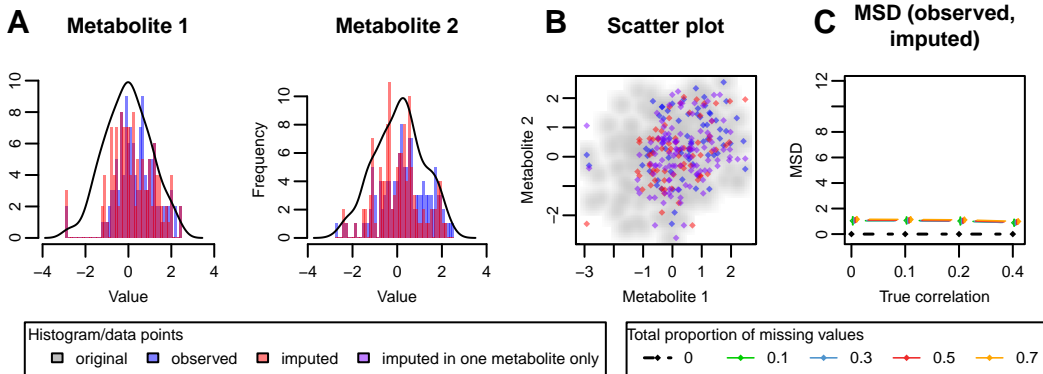 A
Metabolite 1
Metabolite 2
B
Scatter plot
C
MSD (observed,
imputed)
0 2 4 6 8 10
−4 −2 0 2 4
Value
Frequency
0 2 4 6 8 10
−4 −2 0 2 4
Value
Metabolite 2
−2 0 1 2
−3 −1 0 1 2
Metabolite 1
MSD
0 2 4 6 8 12
0 0.1 0.2 0.4
True correlation
Histogram/data points
original observed imputed imputed in one metabolite only
Total proportion of missing values
0 0.1 0.3 0.5 0.7